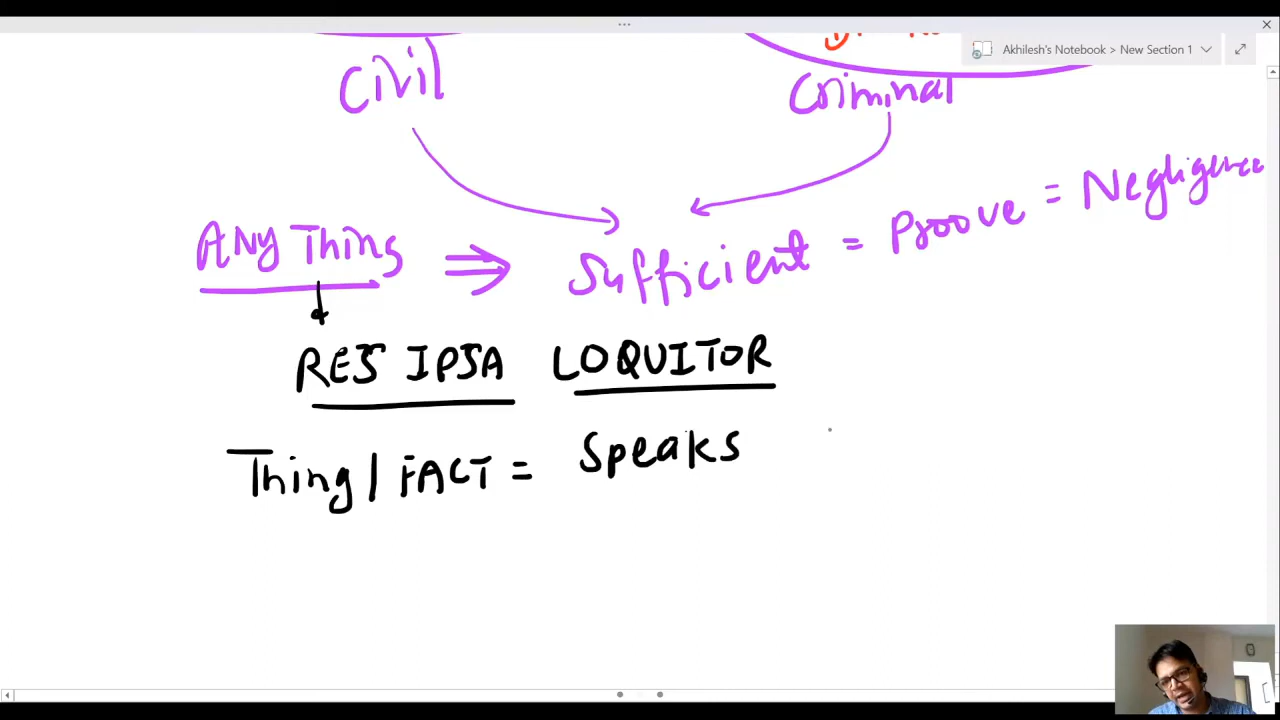 Akhilesh's Notebook > New Section 1
Civil
Criminal
ANY Thing ⇒ Sufficient = Proove = Negligence
RES IPSA LOQUITOR
Thing / FACT = Speaks